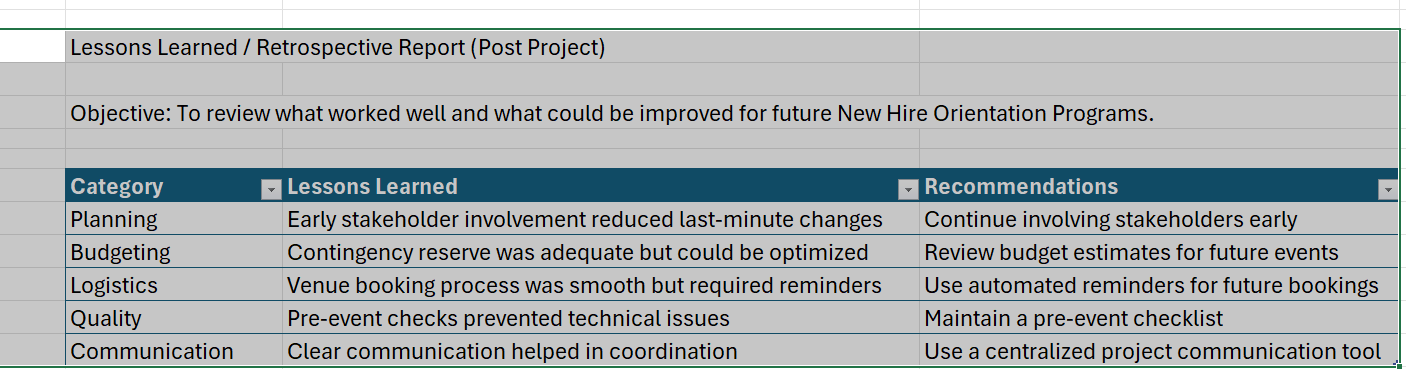 Lessons Learned / Retrospective Report (Post Project)
Objective: To review what worked well and what could be improved for future New Hire Orientation Programs.
Category Lessons Learned Recommendations
Planning Early stakeholder involvement reduced last-minute changes Continue involving stakeholders early
Budgeting Contingency reserve was adequate but could be optimized Review budget estimates for future events
Logistics Venue booking process was smooth but required reminders Use automated reminders for future bookings
Quality Pre-event checks prevented technical issues Maintain a pre-event checklist
Communication Clear communication helped in coordination Use a centralized project communication tool